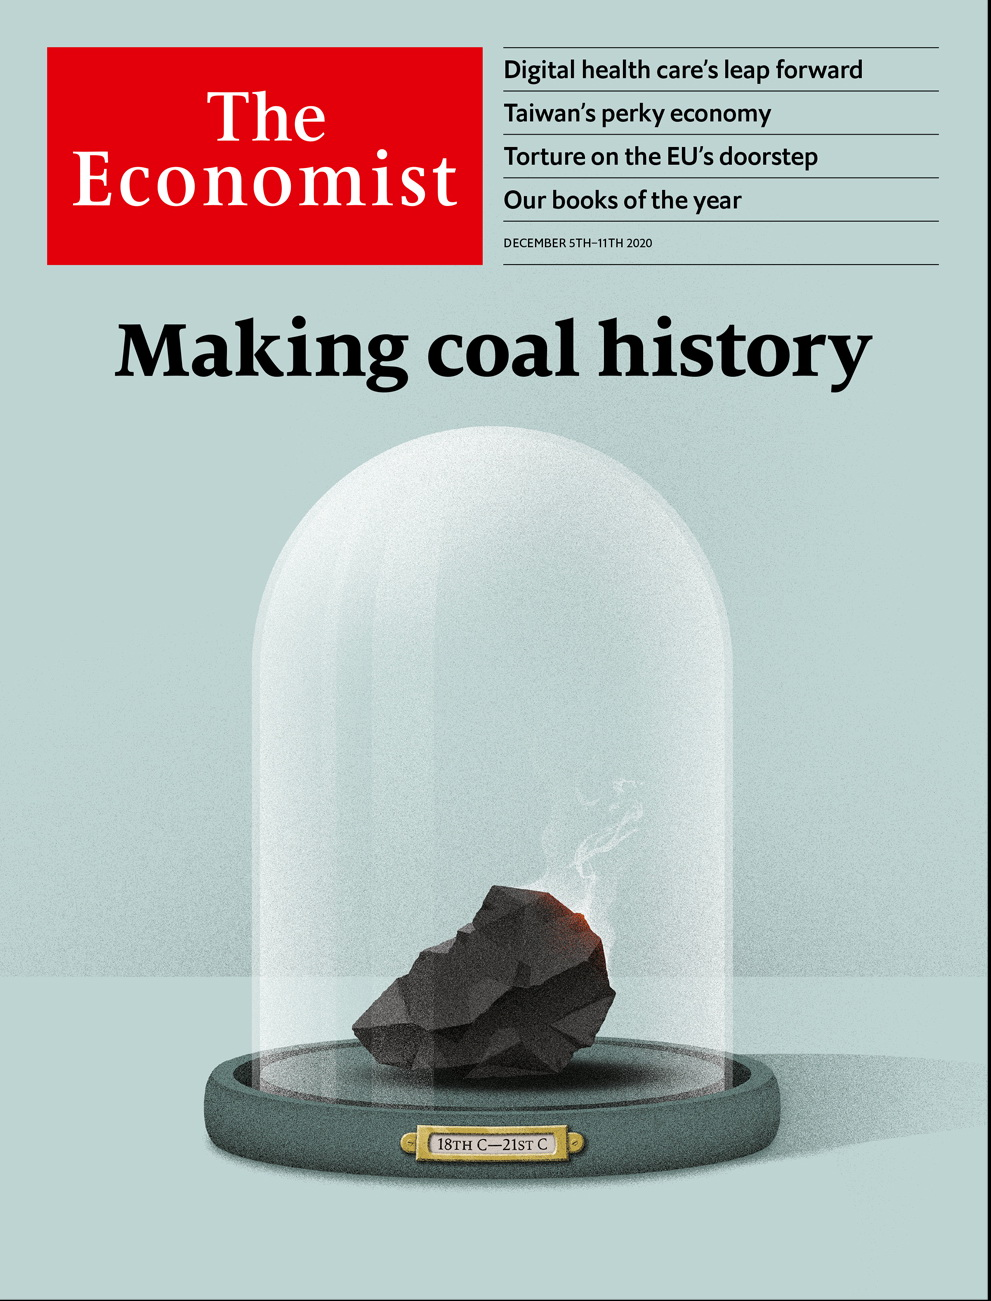 The
Economist
Digital health care’s leap forward
Taiwan’s perky economy
Torture on the EU’s doorstep
Our books of the year
DECEMBER 5TH–11TH 2020
Making coal history
18TH C—21ST C